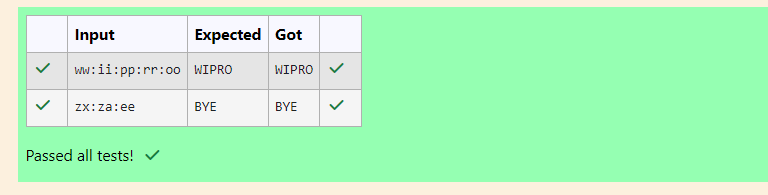 Input Expected Got
ww:ii:pp:rr:oo WIPRO WIPRO
zx:za:ee BYE BYE
Passed all tests!